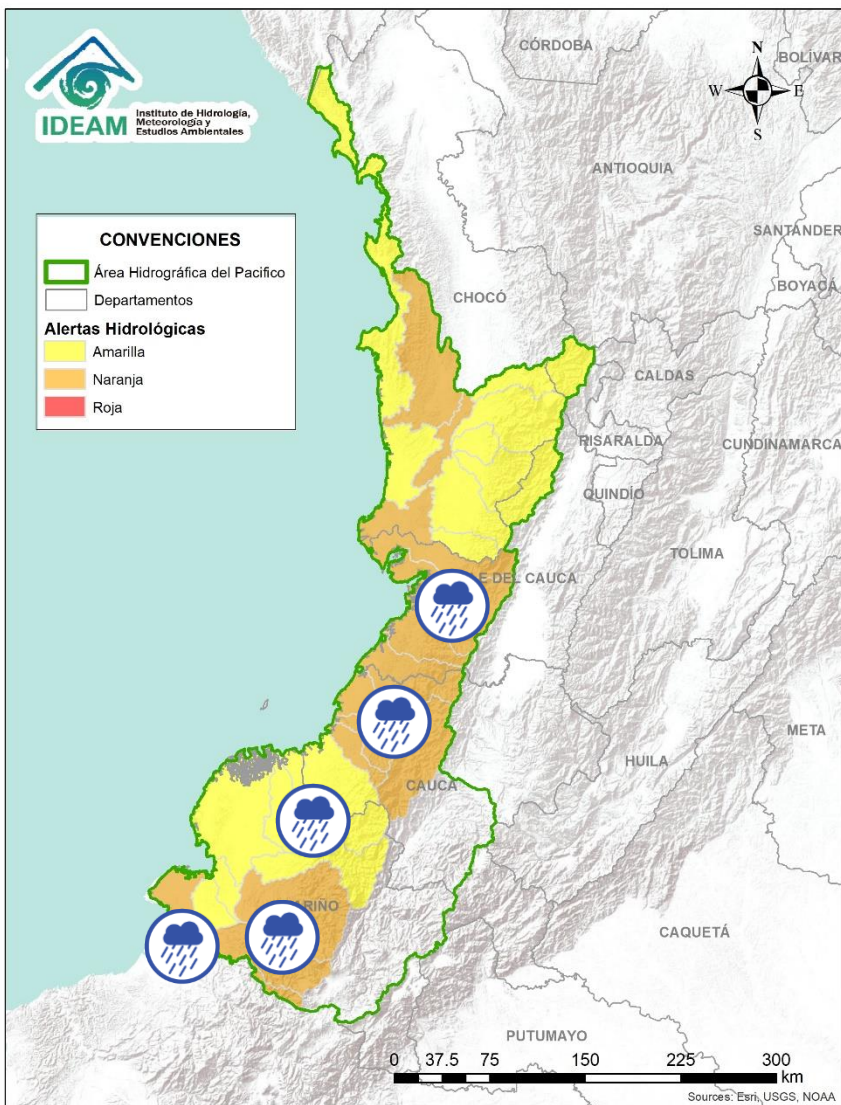 IDEAM
Instituto de Hidrología,
Meteorología y
Estudios Ambientales
CÓRDOBA
BOLÍVAR
N
W
E
S
ANTIOQUIA
SANTANDER
BOYACÁ
CONVENCIONES
Área Hidrográfica del Pacifico
Departamentos
Alertas Hidrológicas
Amarilla
Naranja
Roja
CHOCÓ
CALDAS
RISARALDA
CUNDINAMARCA
QUINDÍO
TOLIMA
LE DEL CAUCA
META
HUILA
CAUCA
ARIÑO
CAQUETÁ
PUTUMAYO
0 37.5 75 150 225 300
km
Sources: Esri, USGS, NOAA